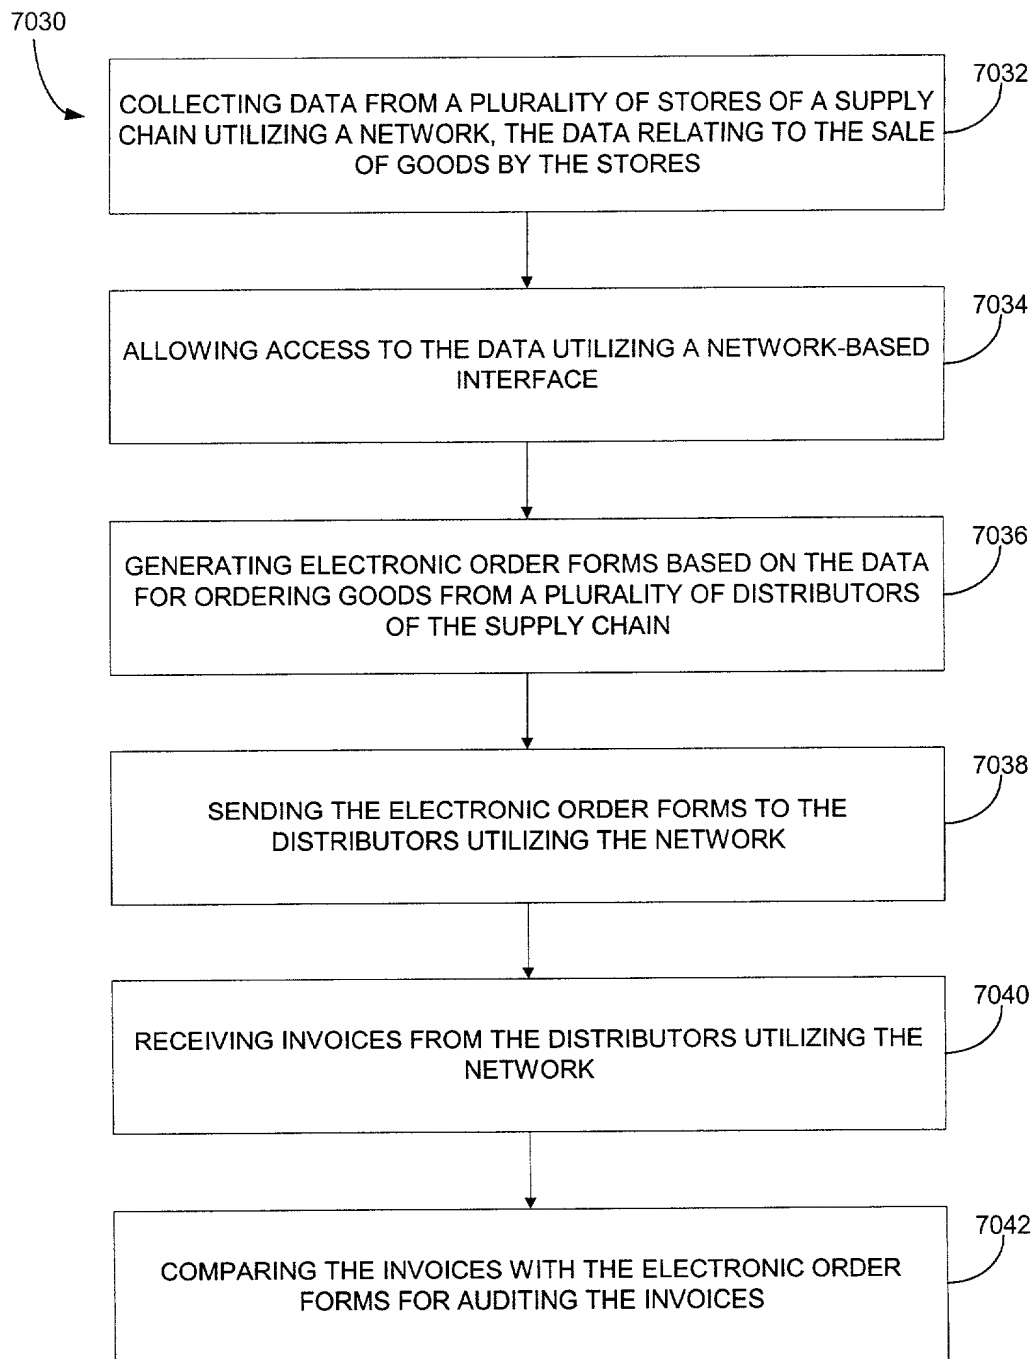 7030
7032
COLLECTING DATA FROM A PLURALITY OF STORES OF A SUPPLY
CHAIN UTILIZING A NETWORK, THE DATA RELATING TO THE SALE
OF GOODS BY THE STORES
7034
ALLOWING ACCESS TO THE DATA UTILIZING A NETWORK-BASED
INTERFACE
7036
GENERATING ELECTRONIC ORDER FORMS BASED ON THE DATA
FOR ORDERING GOODS FROM A PLURALITY OF DISTRIBUTORS
OF THE SUPPLY CHAIN
7038
SENDING THE ELECTRONIC ORDER FORMS TO THE
DISTRIBUTORS UTILIZING THE NETWORK
7040
RECEIVING INVOICES FROM THE DISTRIBUTORS UTILIZING THE
NETWORK
7042
COMPARING THE INVOICES WITH THE ELECTRONIC ORDER
FORMS FOR AUDITING THE INVOICES